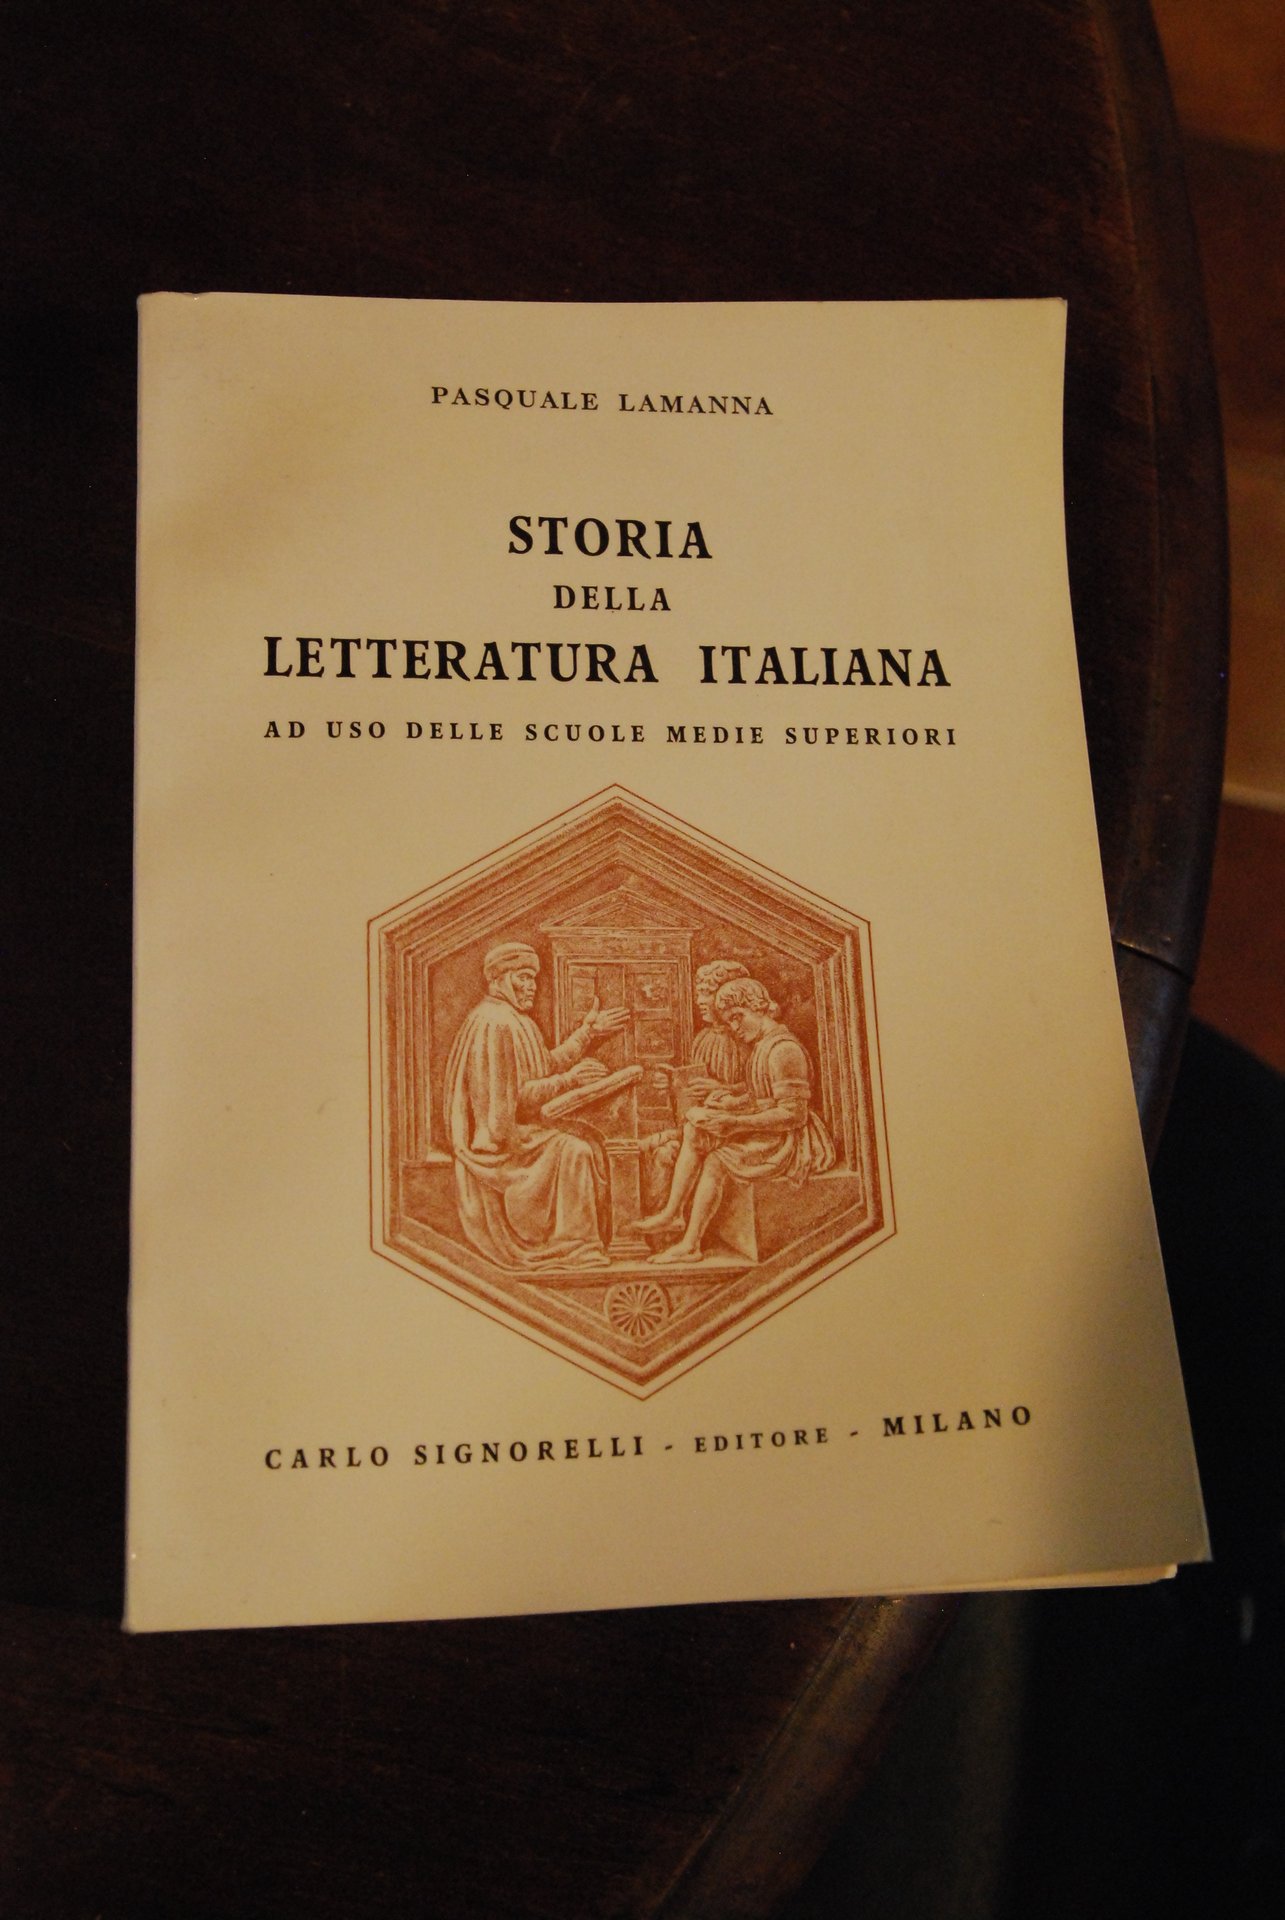 PASQUALE LAMANNA
STORIA
DELLA
LETTERATURA ITALIANA
AD USO DELLE SCUOLE MEDIE SUPERIORI
CARLO SIGNORELLI - EDITORE - MILANO